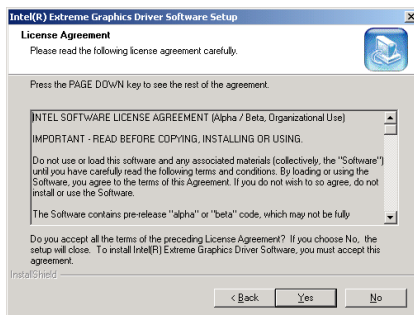 Intel(R) Extreme Graphics Driver Software Setup
License Agreement
Please read the following license agreement carefully.
Press the PAGE DOWN key to see the rest of the agreement.
INTEL SOFTWARE LICENSE AGREEMENT (Alpha / Beta, Organizational Use)
IMPORTANT - READ BEFORE COPYING, INSTALLING OR USING.
Do not use or load this software and any associated materials (collectively, the "Software")
until you have carefully read the following terms and conditions. By loading or using the
Software, you agree to the terms of this Agreement. If you do not wish to so agree, do not
install or use the Software.
The Software contains pre-release "alpha" or "beta" code, which may not be fully
Do you accept all the terms of the preceding License Agreement? If you choose No, the
setup will close. To install Intel(R) Extreme Graphics Driver Software, you must accept this
agreement.
InstallShield
< Back
Yes
No